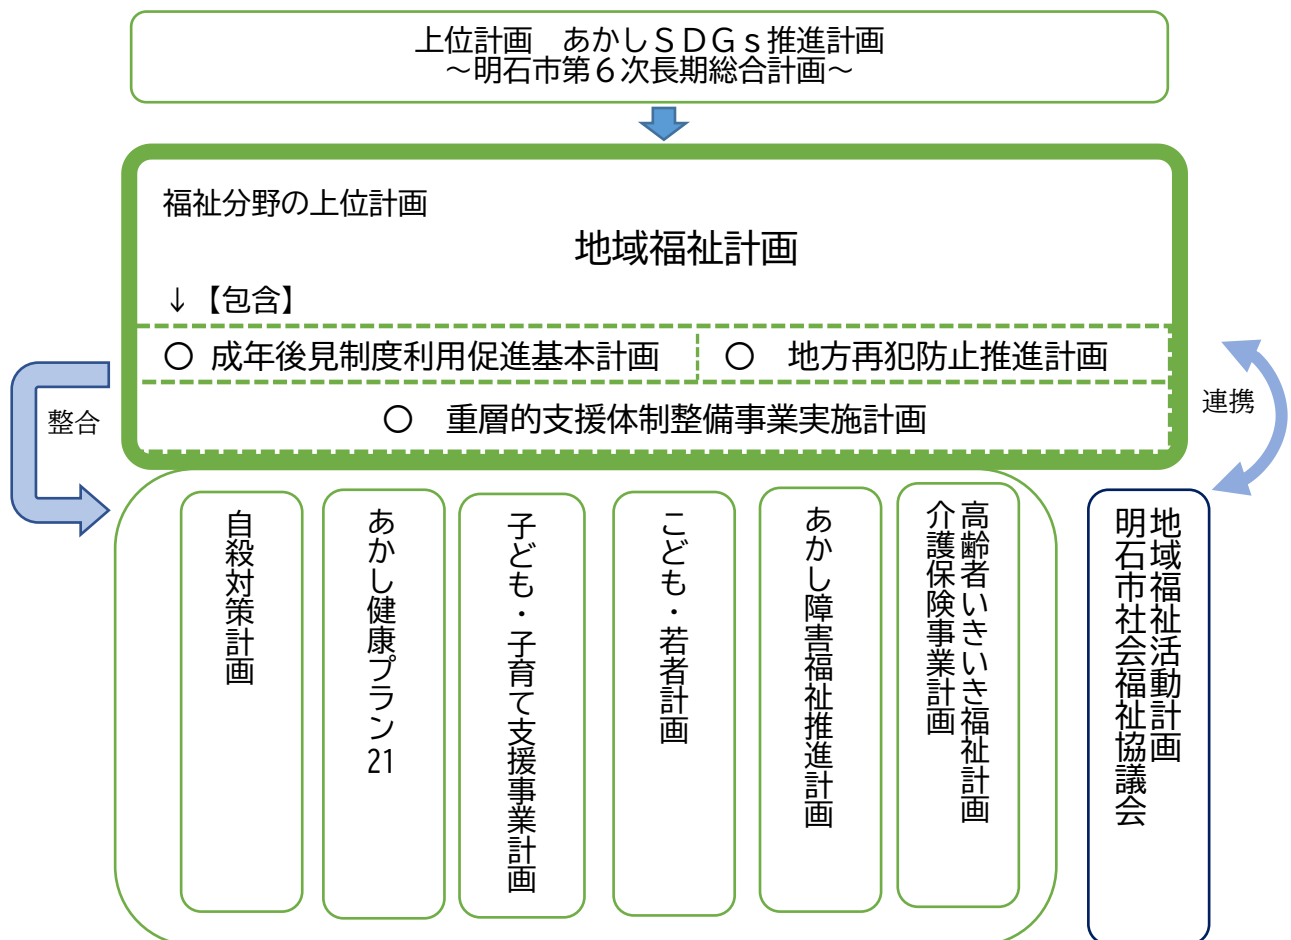 上位計画　あかしＳＤＧｓ推進計画
～明石市第６次長期総合計画～
福祉分野の上位計画
地域福祉計画
↓【包含】
〇 成年後見制度利用促進基本計画
〇　地方再犯防止推進計画
〇　重層的支援体制整備事業実施計画
整合
連携
自殺対策計画
あかし健康プラン21
子ども・子育て支援事業計画
こども・若者計画
あかし障害福祉推進計画
高齢者いきいき福祉計画
介護保険事業計画
地域福祉活動計画
明石市社会福祉協議会